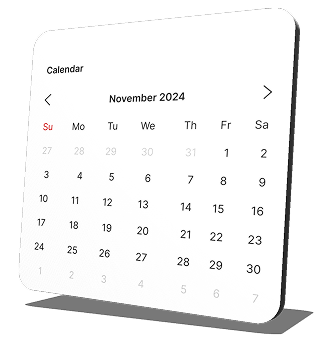 Calendar
November 2024
Su Mo Tu We Th Fr Sa
27 28 29 30 31 1 2
3 4 5 6 7 8 9
10 11 12 13 14 15 16
17 18 19 20 21 22 23
24 25 26 27 28 29 30
1 2 3 4 5 6 7